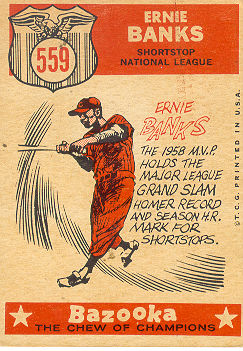 559
ERNIE
BANKS
SHORTSTOP
NATIONAL LEAGUE
ERNIE
BANKS
THE 1958 M.V.P.
HOLDS THE
MAJOR LEAGUE
GRAND SLAM
HOMER RECORD
AND SEASON H.R.
MARK FOR
SHORTSTOPS.
©T.C.G. PRINTED IN U.S.A.
Bazooka
THE CHEW OF CHAMPIONS